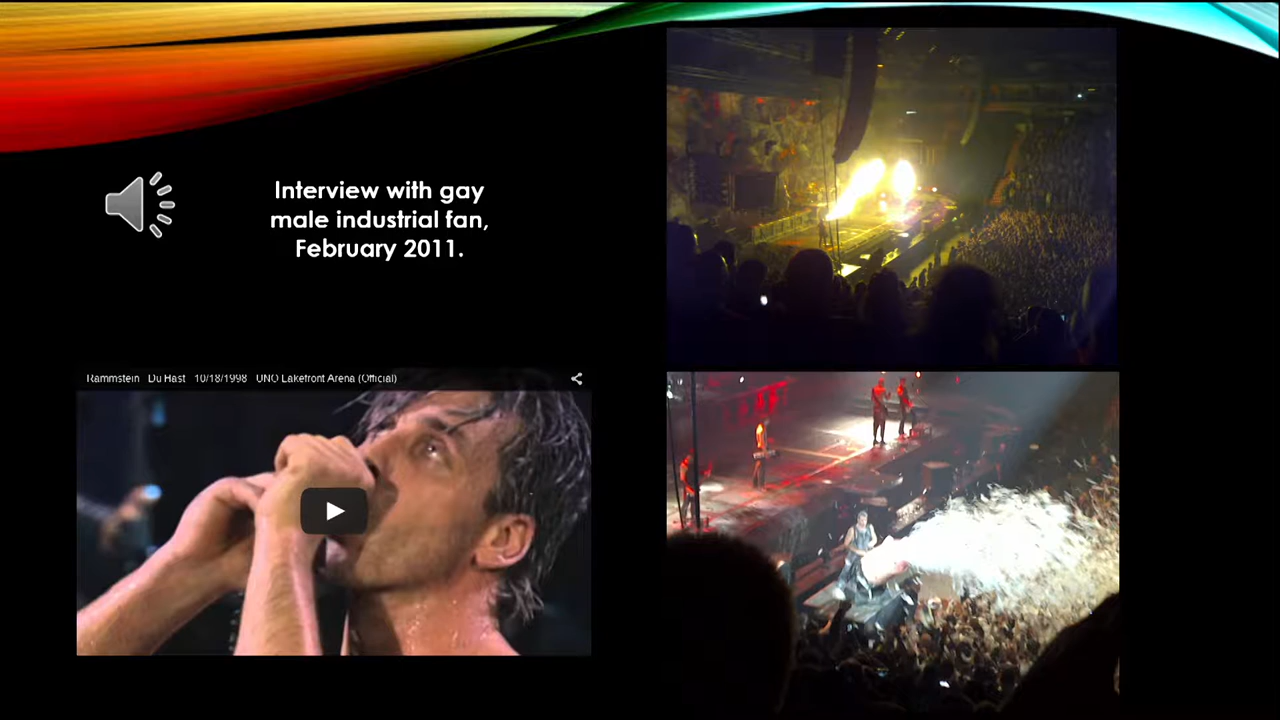 Interview with gay
male industrial fan,
February 2011.
Rammstein Du Hast 10/18/1998 UNO Lakefront Arena (Official)